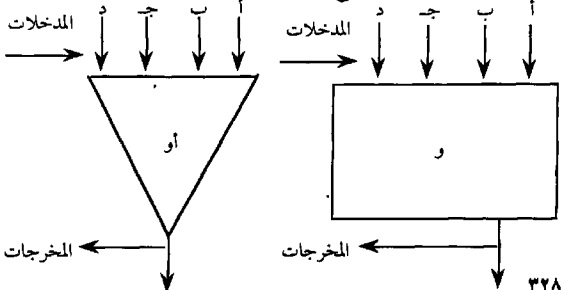 أ ب جـ د
المدخلات
أ ب جـ د
المدخلات
و
أو
المخرجات
المخرجات
٣٢٨